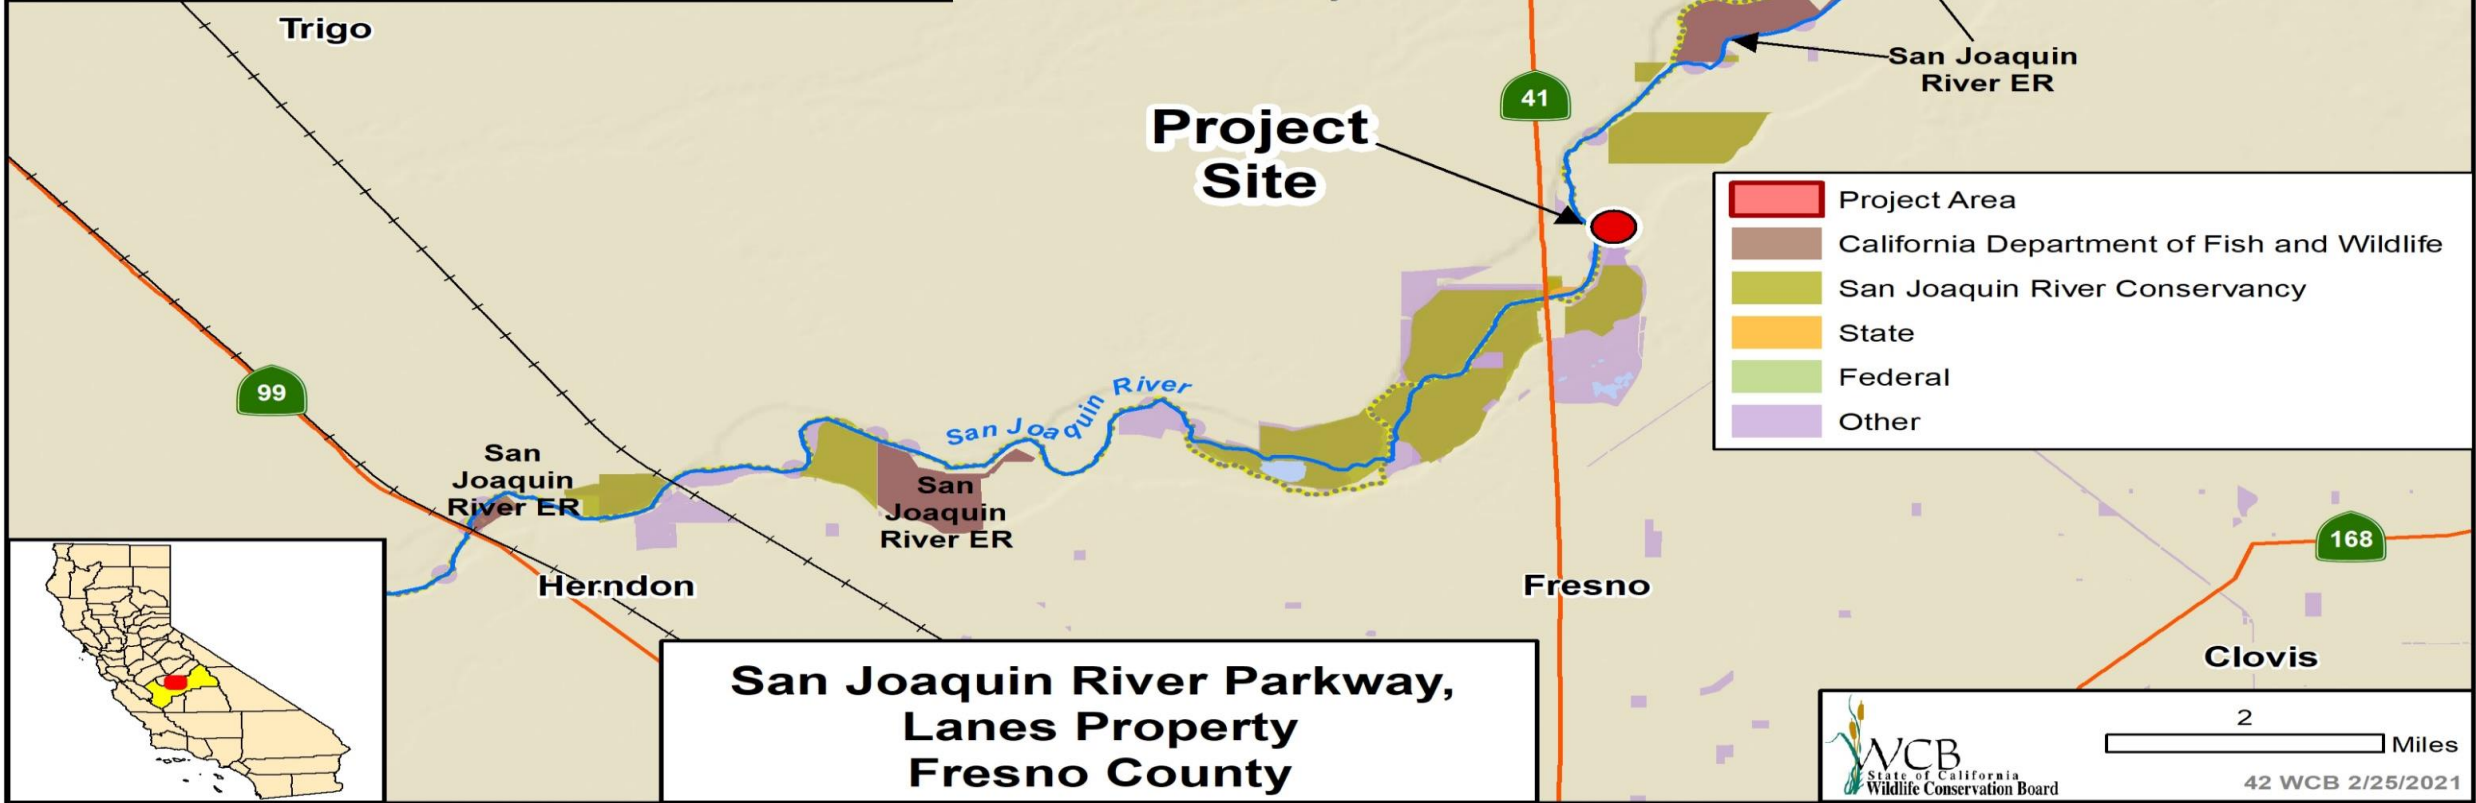 Trigo
San Joaquin
River ER
41
Project
Site
Project Area
California Department of Fish and Wildlife
San Joaquin River Conservancy
State
Federal
Other
99
San Joaquin River
San
Joaquin
River ER
San
Joaquin
River ER
168
Herndon
Fresno
Clovis
San Joaquin River Parkway,
Lanes Property
Fresno County
WCB
State of California
Wildlife Conservation Board
2
Miles
42 WCB 2/25/2021